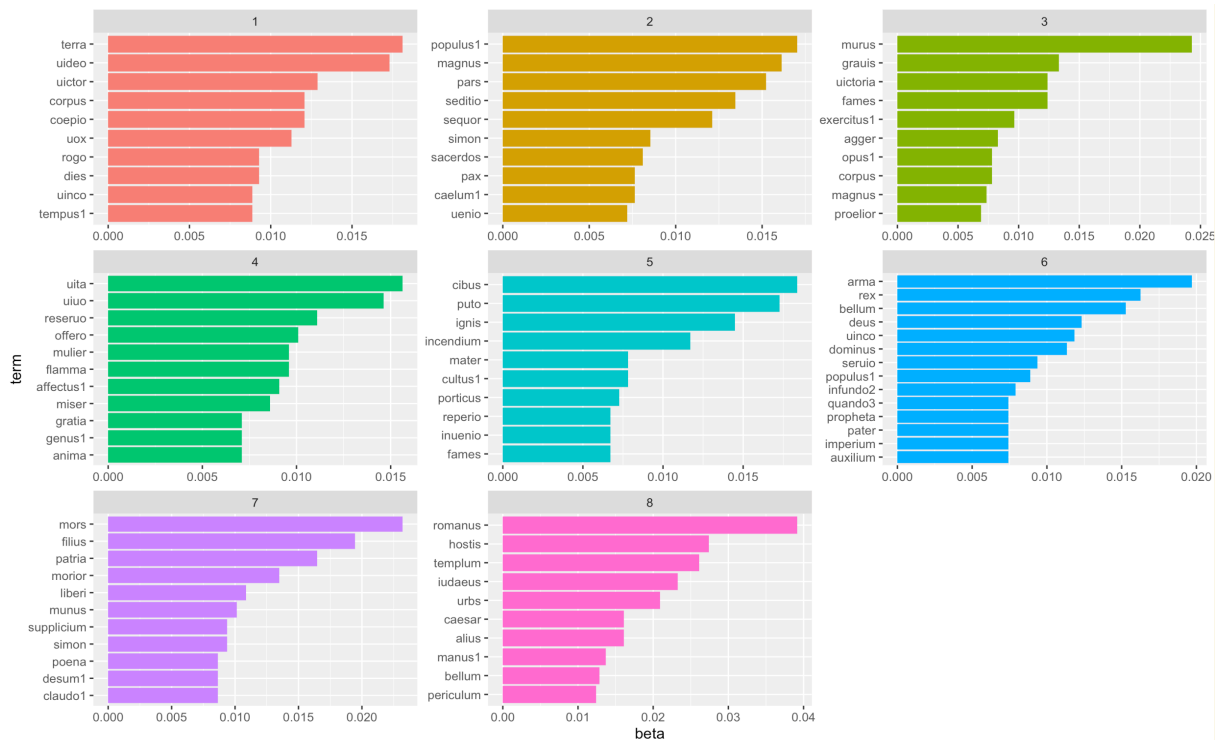 1
terra
uideo
uictor
corpus
coepio
uox
rogo
dies
uinco
tempus1
0.000 0.005 0.010 0.015
2
populus1
magnus
pars
seditio
sequor
simon
sacerdos
pax
caelum1
uenio
0.000 0.005 0.010 0.015
3
murus
grauis
uictoria
fames
exercitus1
agger
opus1
corpus
magnus
proelior
0.000 0.005 0.010 0.015 0.020 0.025
4
uita
uiuo
reseruo
offero
mulier
flamma
affectus1
miser
gratia
genus1
anima
0.000 0.005 0.010 0.015
5
cibus
puto
ignis
incendium
mater
cultus1
porticus
reperio
inuenio
fames
0.000 0.005 0.010 0.015
6
arma
rex
bellum
deus
uinco
dominus
seruio
populus1
infundo2
quando3
propheta
pater
imperium
auxilium
0.000 0.005 0.010 0.015 0.020
7
mors
filius
patria
morior
liberi
munus
supplicium
simon
poena
desum1
claudo1
0.000 0.005 0.010 0.015 0.020
8
romanus
hostis
templum
iudaeus
urbs
caesar
alius
manus1
bellum
periculum
0.00 0.01 0.02 0.03 0.04
term
beta